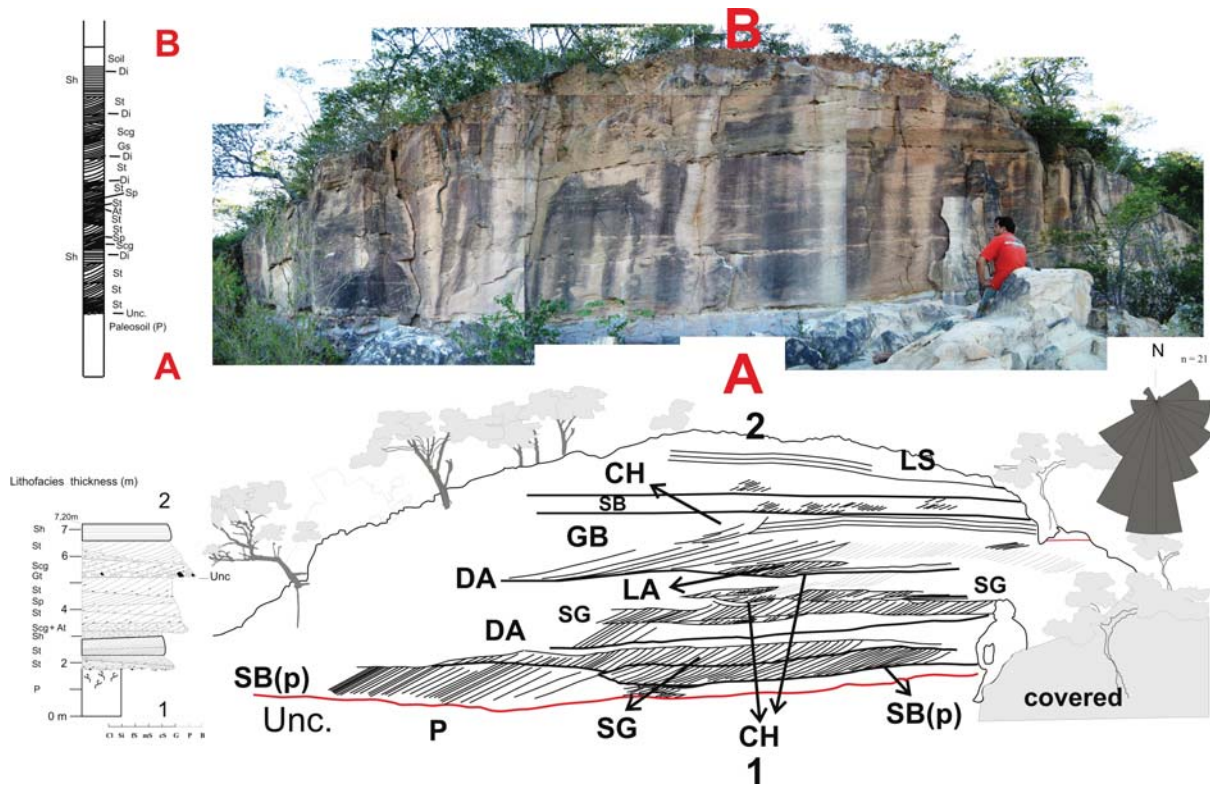 B
Soil
Di
Sh
St
Di
Scg
Gs
Di
St
Di
St
Sp
St
At
St
St
Sp
Scg
Di
Sh
St
St
St
Unc.
Paleosoil (P)
A
B
A
N
n = 21
Lithofacies thickness (m)
2
7,20m
Sh 7
St
6
Scg
Gt
Unc
St
Sp
4
St
Scg + At
Sh
St
2
St
P
0 m
1
Cl Si fS mS cS G P B
2
CH
LS
SB
GB
DA
LA
SG
SG
DA
SB(p)
Unc.
P
SG
CH
SB(p)
covered
1